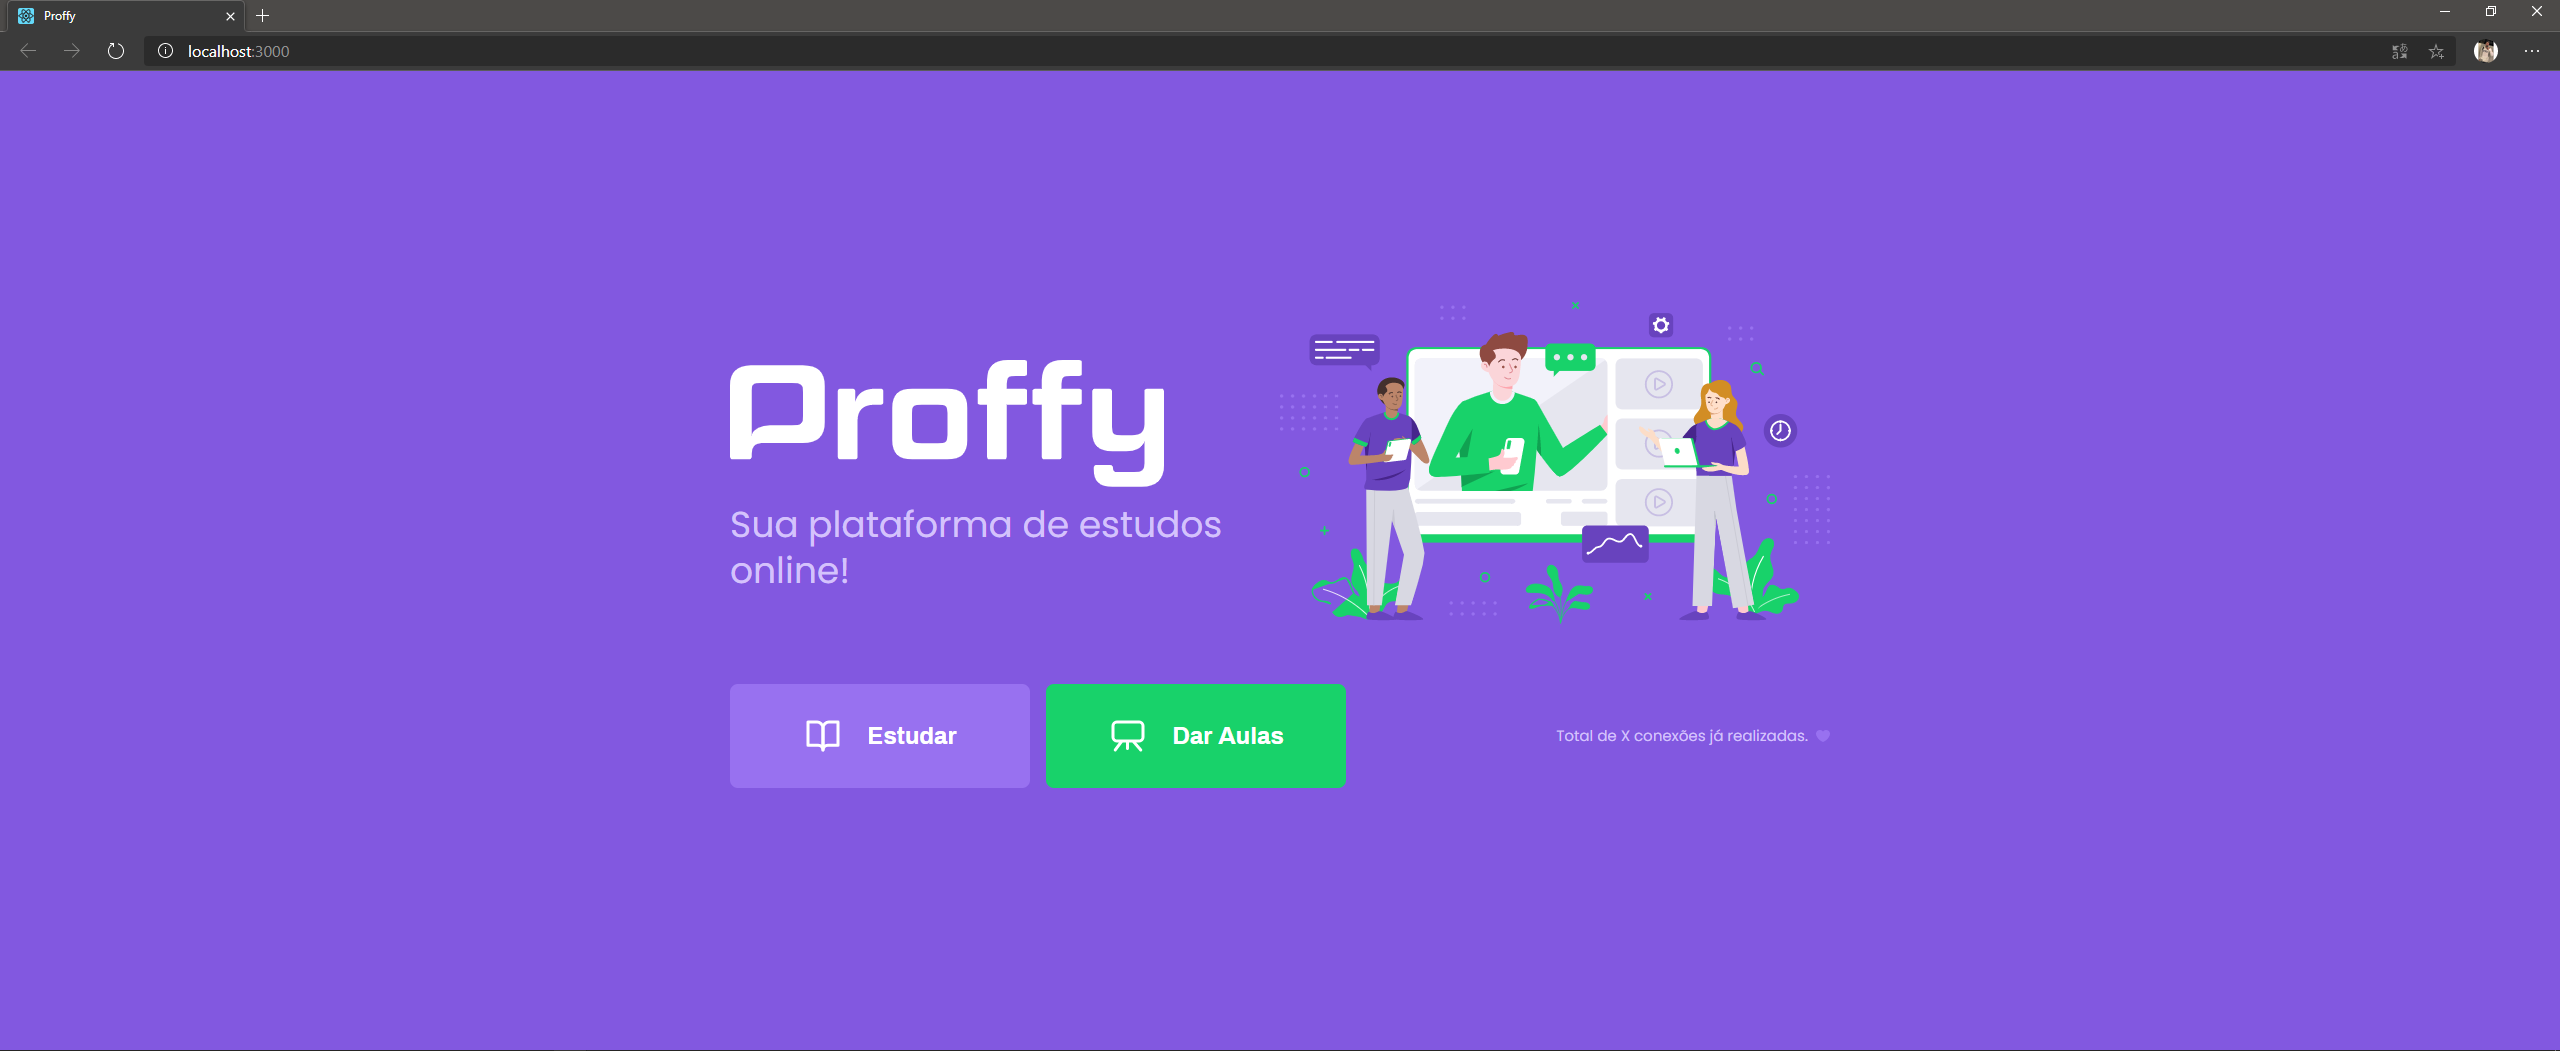 Proffy
localhost:3000
Proffy
Sua plataforma de estudos
online!
Estudar
Dar Aulas
Total de X conexões já realizadas.